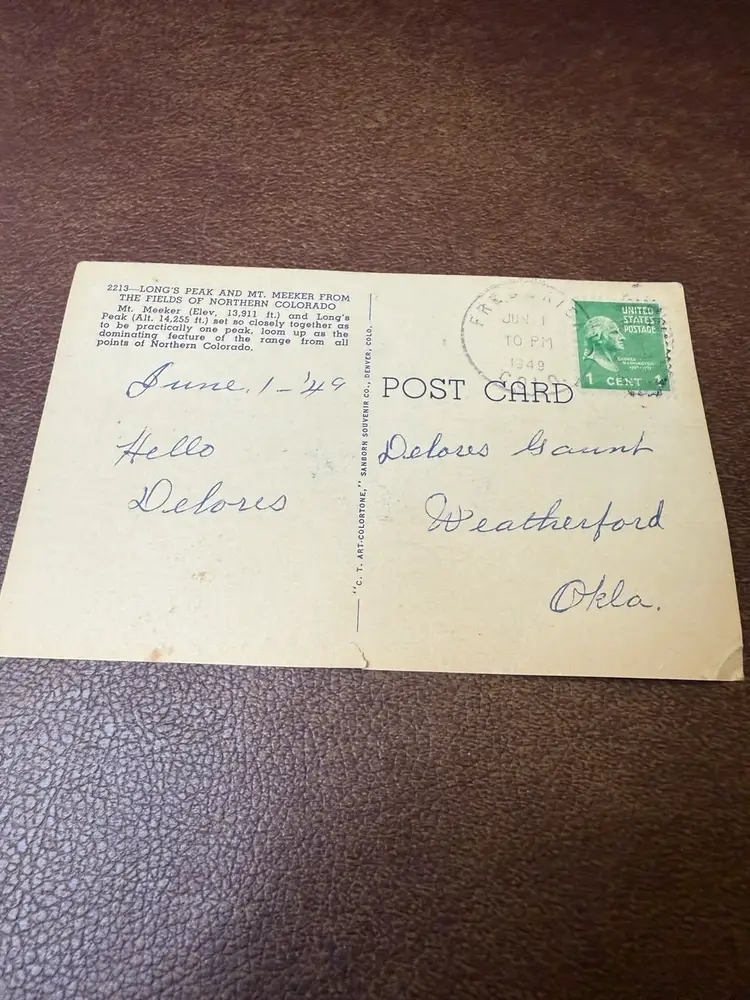 2213—LONG'S PEAK AND MT. MEEKER FROM
THE FIELDS OF NORTHERN COLORADO
Mt. Meeker (Elev. 13,911 ft.) and Long's
Peak (Alt. 14,255 ft.) set so closely together as
to be practically one peak, loom up as the
dominating feature of the range from all
points of Northern Colorado.
June, 1-'49
Hello
Delores
"C. T. ART-COLORTONE," SANBORN SOUVENIR CO., DENVER, COLO.
JUN 1
10 PM
1949
COLO
UNITED
STATES
POSTAGE
1 CENT 1
POST CARD
Delores Gaunt
Weatherford
Okla.